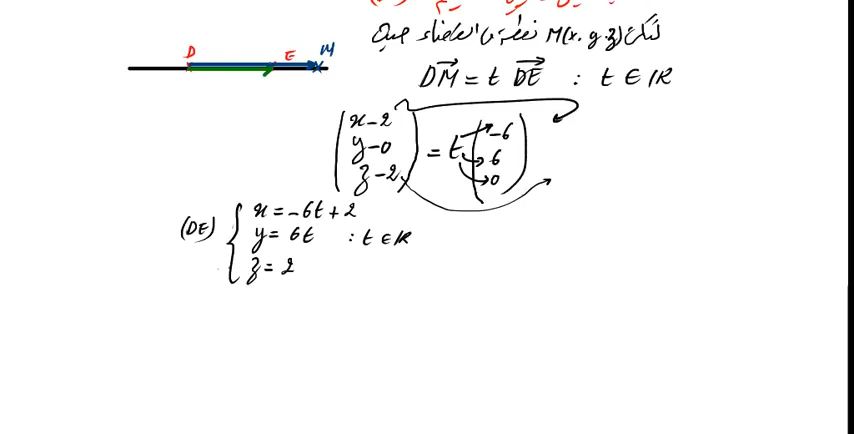 D E M
لتكن M(x, y, z) نقطة من الفضاء حيث
DM = t DE : t ∈ IR
(x-2
y-0
z-2) = t (-6
6
0)
(DE) { x = -6t + 2
y = 6t : t ∈ IR
z = 2